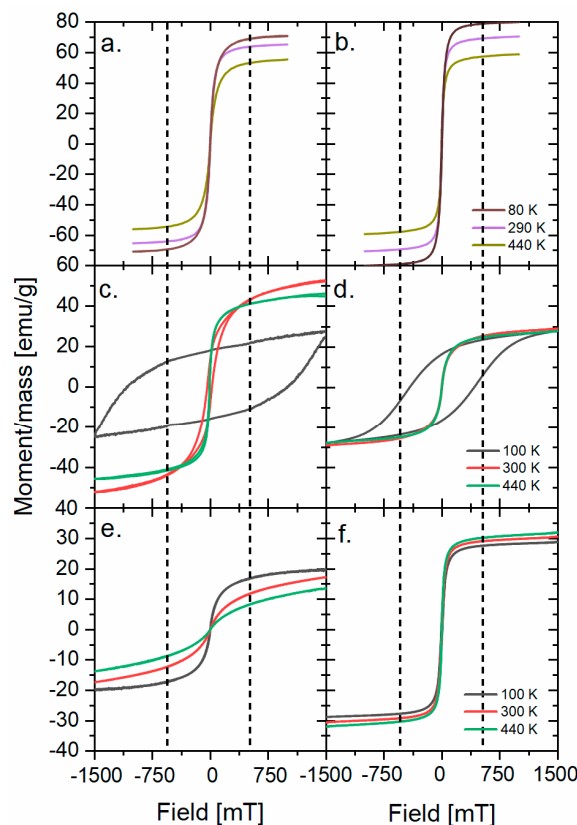 80
a.
b.
60
40
20
0
-20
-40
80 K
-60
290 K
440 K
60
c.
d.
40
20
0
Moment/mass [emu/g]
-20
100 K
300 K
-40
440 K
40
e.
f.
30
20
10
0
-10
100 K
-20
300 K
-30
440 K
-40
-1500 -750 0 750 -1500 -750 0 750 1500
Field [mT] Field [mT]